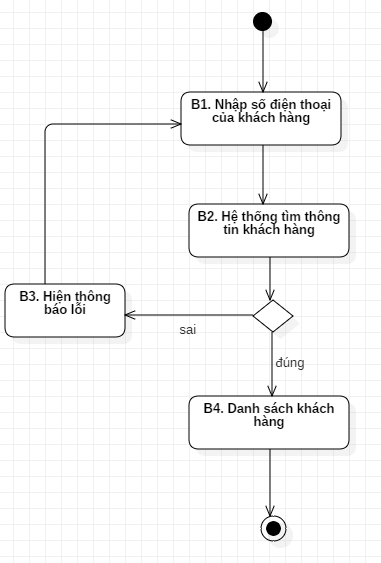 B1. Nhập số điện thoại
của khách hàng
B2. Hệ thống tìm thông
tin khách hàng
B3. Hiện thông
báo lỗi
sai
đúng
B4. Danh sách khách
hàng